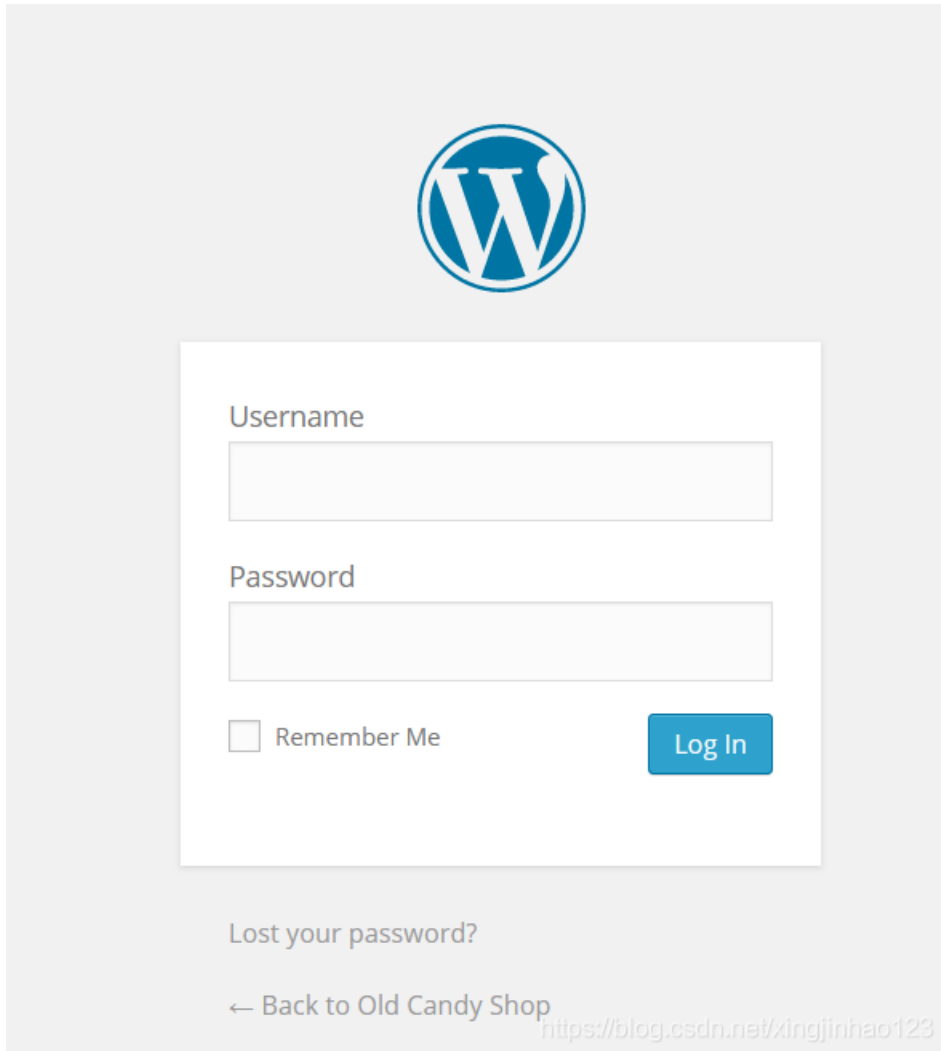 Username
Password
Remember Me
Log In
Lost your password?
← Back to Old Candy Shop
https://blog.csdn.net/xingjinhao123